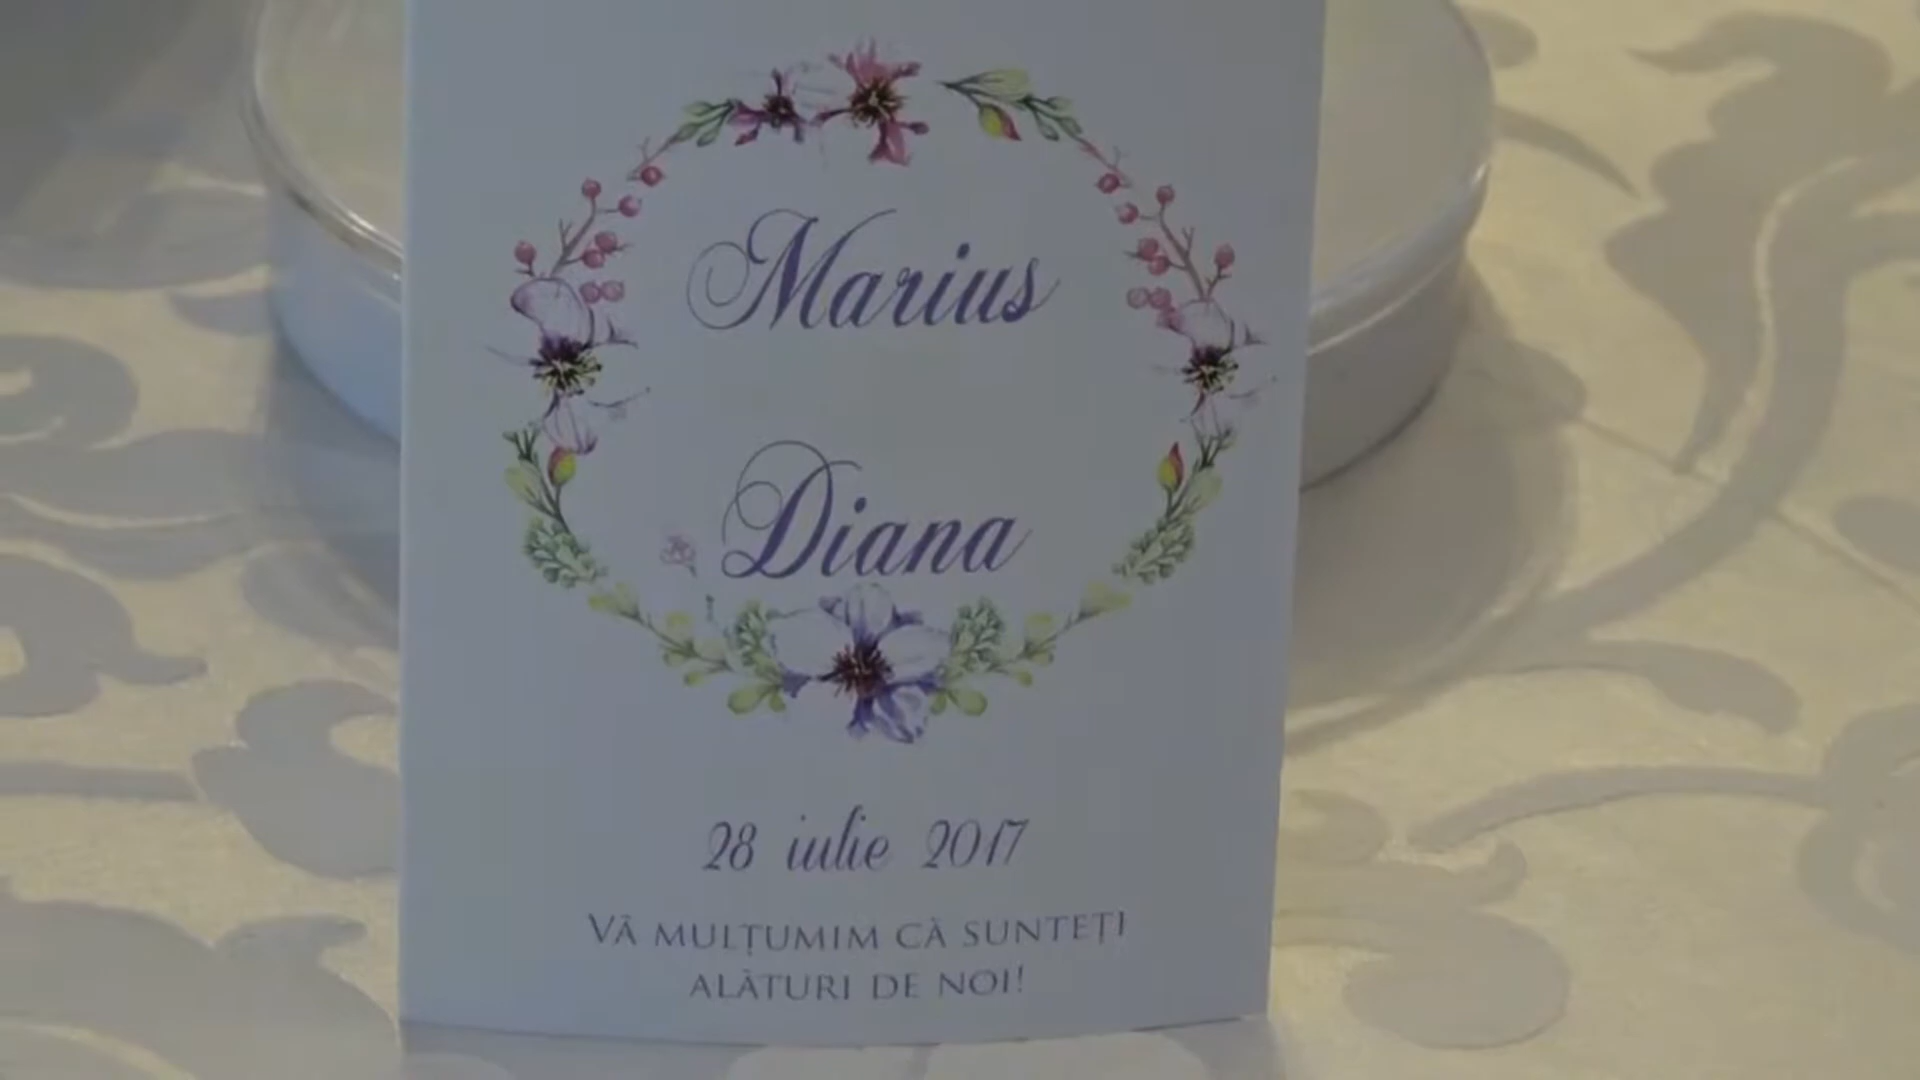 Marius
Diana
28 iulie 2017
VĂ MULȚUMIM CĂ SUNTEȚI
ALĂTURI DE NOI!